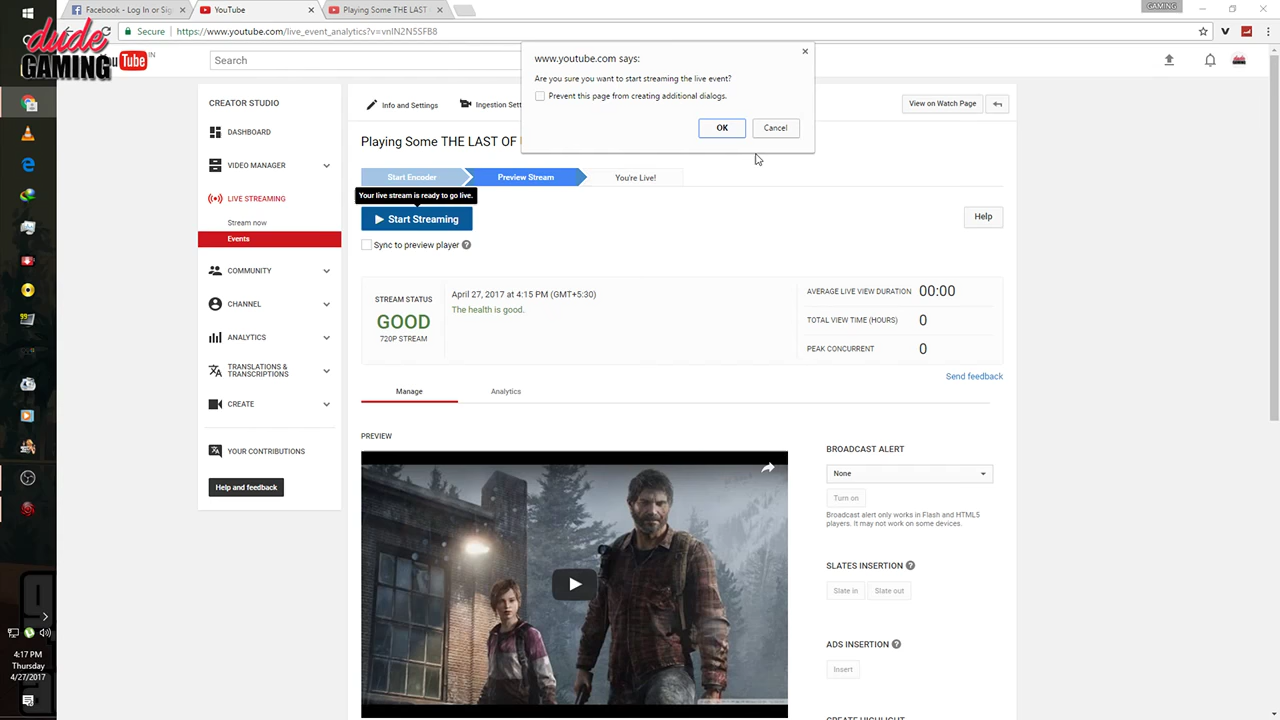 Facebook - Log In or Sig
YouTube
Playing Some THE LAST
GAMING
Secure
https://www.youtube.com/live_event_analytics?v=vnIN2N5SFB8
dude
GAMING
Tube
IN
Search
www.youtube.com says:
Are you sure you want to start streaming the live event?
Prevent this page from creating additional dialogs.
OK
Cancel
CREATOR STUDIO
DASHBOARD
VIDEO MANAGER
LIVE STREAMING
Stream now
Events
COMMUNITY
CHANNEL
ANALYTICS
TRANSLATIONS &
TRANSCRIPTIONS
CREATE
YOUR CONTRIBUTIONS
Help and feedback
Info and Settings
Ingestion Sett
View on Watch Page
Playing Some THE LAST OF
Start Encoder
Preview Stream
You're Live!
Your live stream is ready to go live.
Start Streaming
Help
Sync to preview player
STREAM STATUS
GOOD
720P STREAM
April 27, 2017 at 4:15 PM (GMT+5:30)
The health is good.
AVERAGE LIVE VIEW DURATION 00:00
TOTAL VIEW TIME (HOURS) 0
PEAK CONCURRENT 0
Send feedback
Manage
Analytics
PREVIEW
BROADCAST ALERT
None
Turn on
Broadcast alert only works in Flash and HTML5
players. It may not work on some devices.
SLATES INSERTION
Slate in
Slate out
ADS INSERTION
Insert
CREATE HIGHLIGHT
4:17 PM
Thursday
4/27/2017